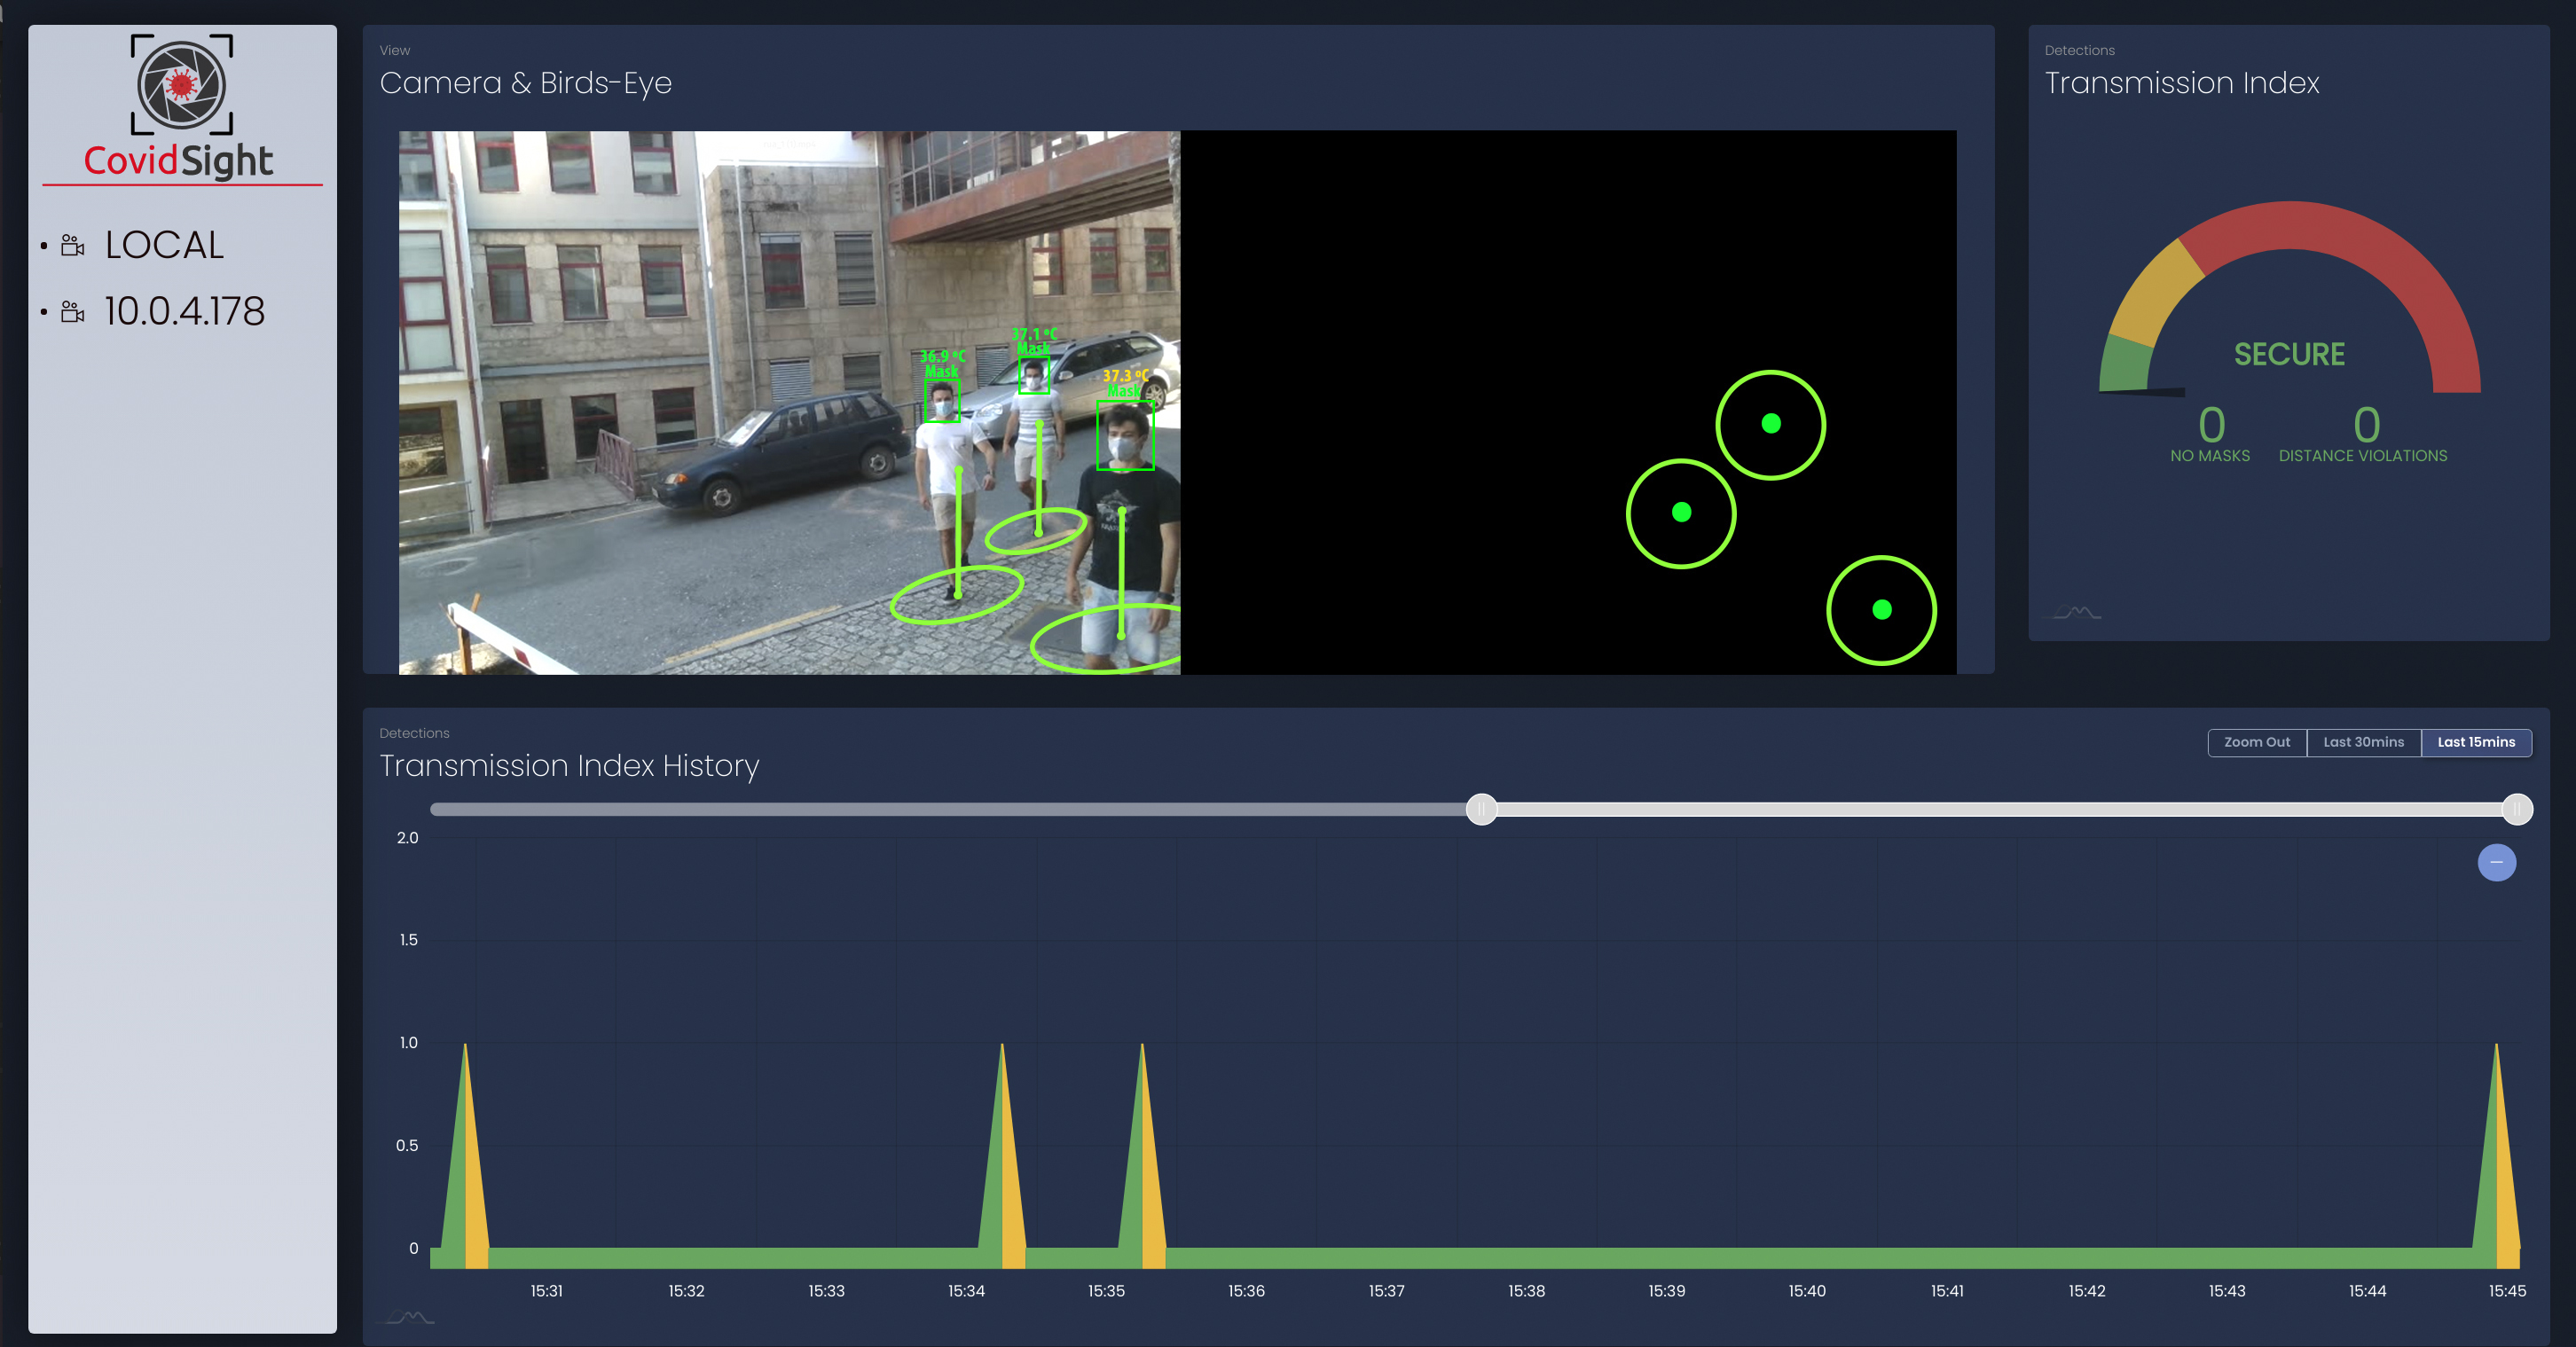 CovidSight
LOCAL
10.0.4.178
View
Camera & Birds-Eye
37.1 ºC
Mask
36.9 ºC
Mask
37.3 ºC
Mask
Detections
Transmission Index
SECURE
0 0
NO MASKS DISTANCE VIOLATIONS
Detections
Transmission Index History
Zoom Out Last 30mins Last 15mins
2.0
1.5
1.0
0.5
0
15:31 15:32 15:33 15:34 15:35 15:36 15:37 15:38 15:39 15:40 15:41 15:42 15:43 15:44 15:45